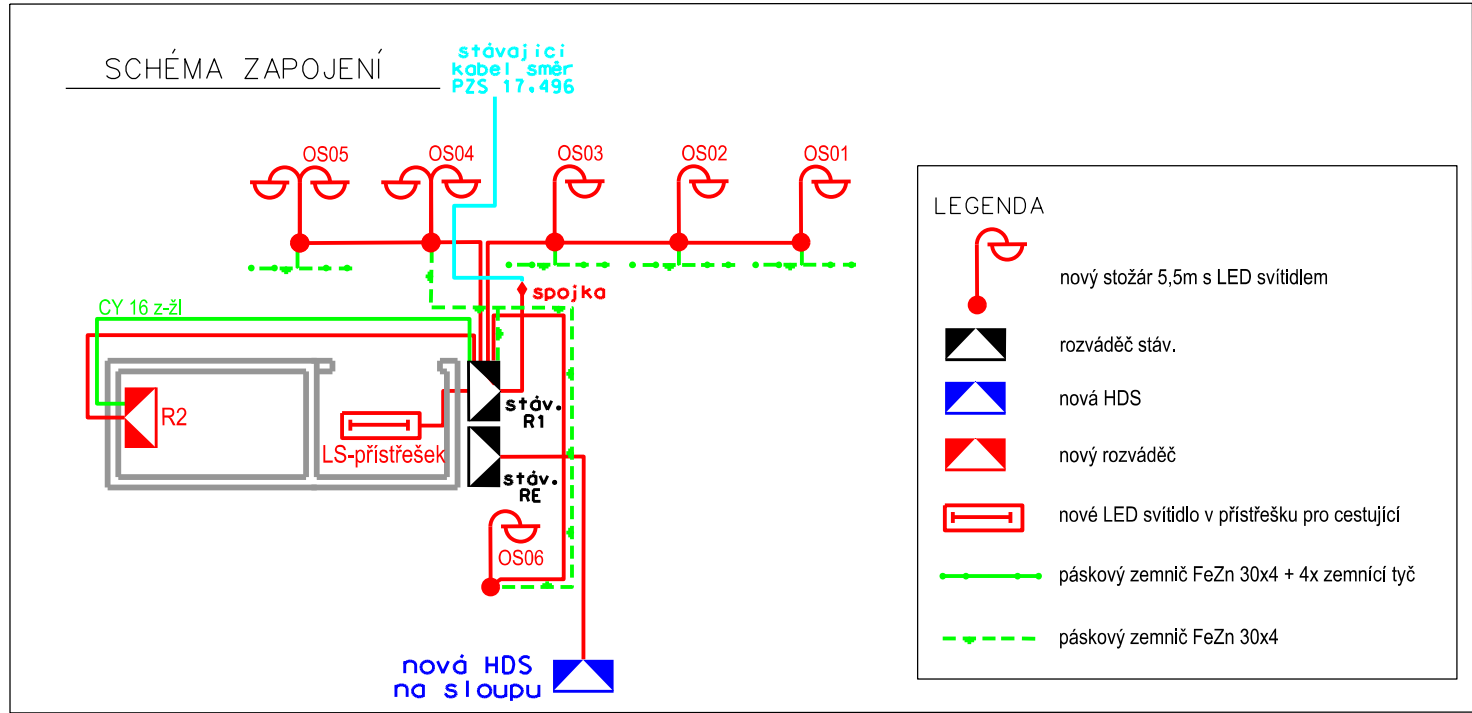 SCHÉMA ZAPOJENÍ
stávající
kabel směr
PZS 17,496
OS05
OS04
OS03
OS02
OS01
spojka
CY 16 z-žl
R2
LS-přístřešek
stáv.
R1
stáv.
RE
OS06
nová HDS
na sloupu
LEGENDA
nový stožár 5,5m s LED svítidlem
rozváděč stáv.
nová HDS
nový rozváděč
nové LED svítidlo v přístřešku pro cestující
páskový zemnič FeZn 30x4 + 4x zemnící tyč
páskový zemnič FeZn 30x4